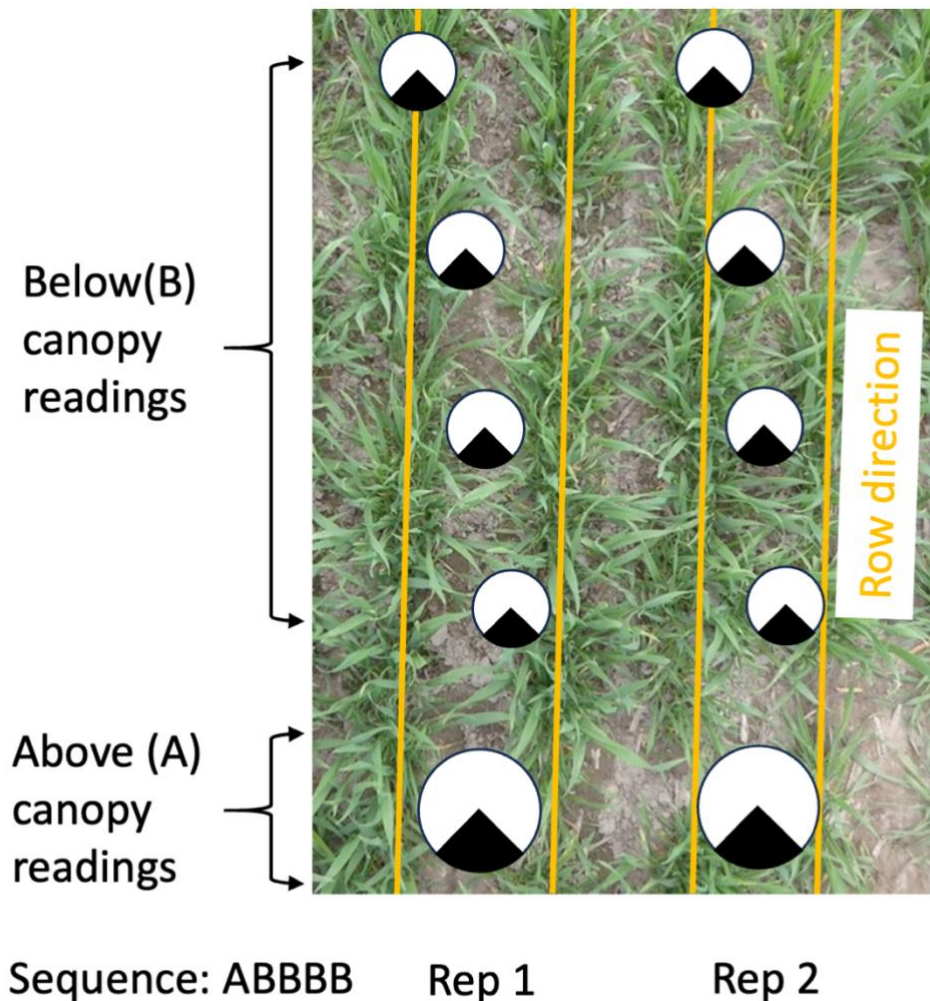 Below(B)
canopy
readings
Row direction
Above (A)
canopy
readings
Sequence: ABBBB
Rep 1
Rep 2